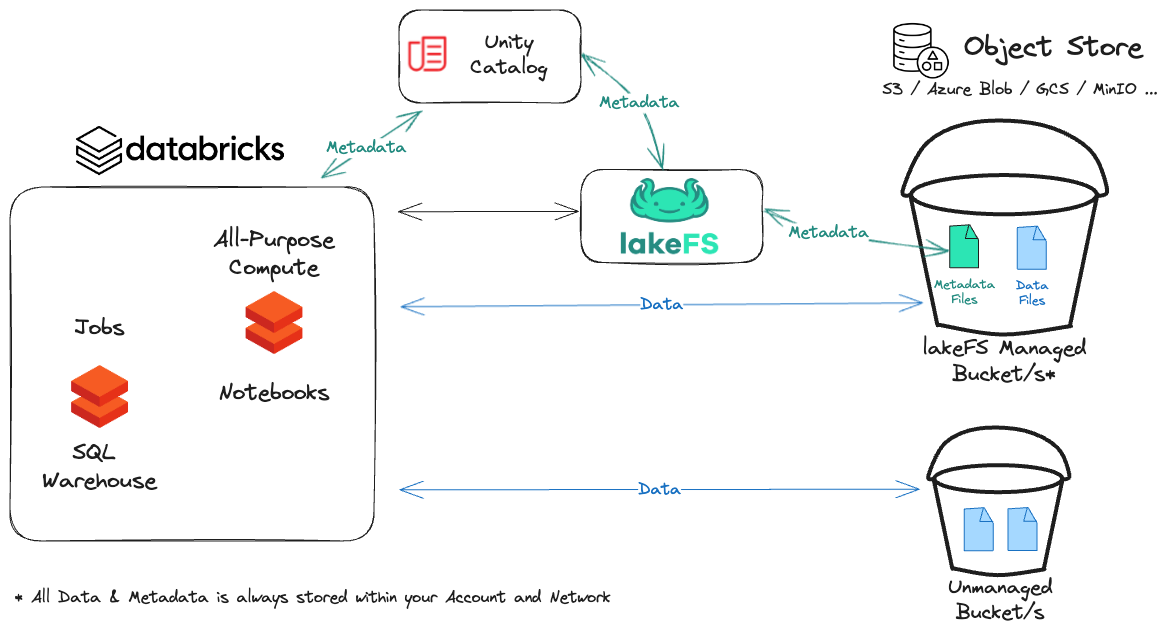 Unity
Catalog
Object Store
S3 / Azure Blob / GCS / MinIO ...
Metadata
Metadata
databricks
lakeFS
Metadata
All-Purpose
Compute
Metadata
Files
Data
Files
Data
Jobs
lakeFS Managed
Bucket/s*
Notebooks
SQL
Warehouse
Data
Unmanaged
Bucket/s
* All Data & Metadata is always stored within your Account and Network